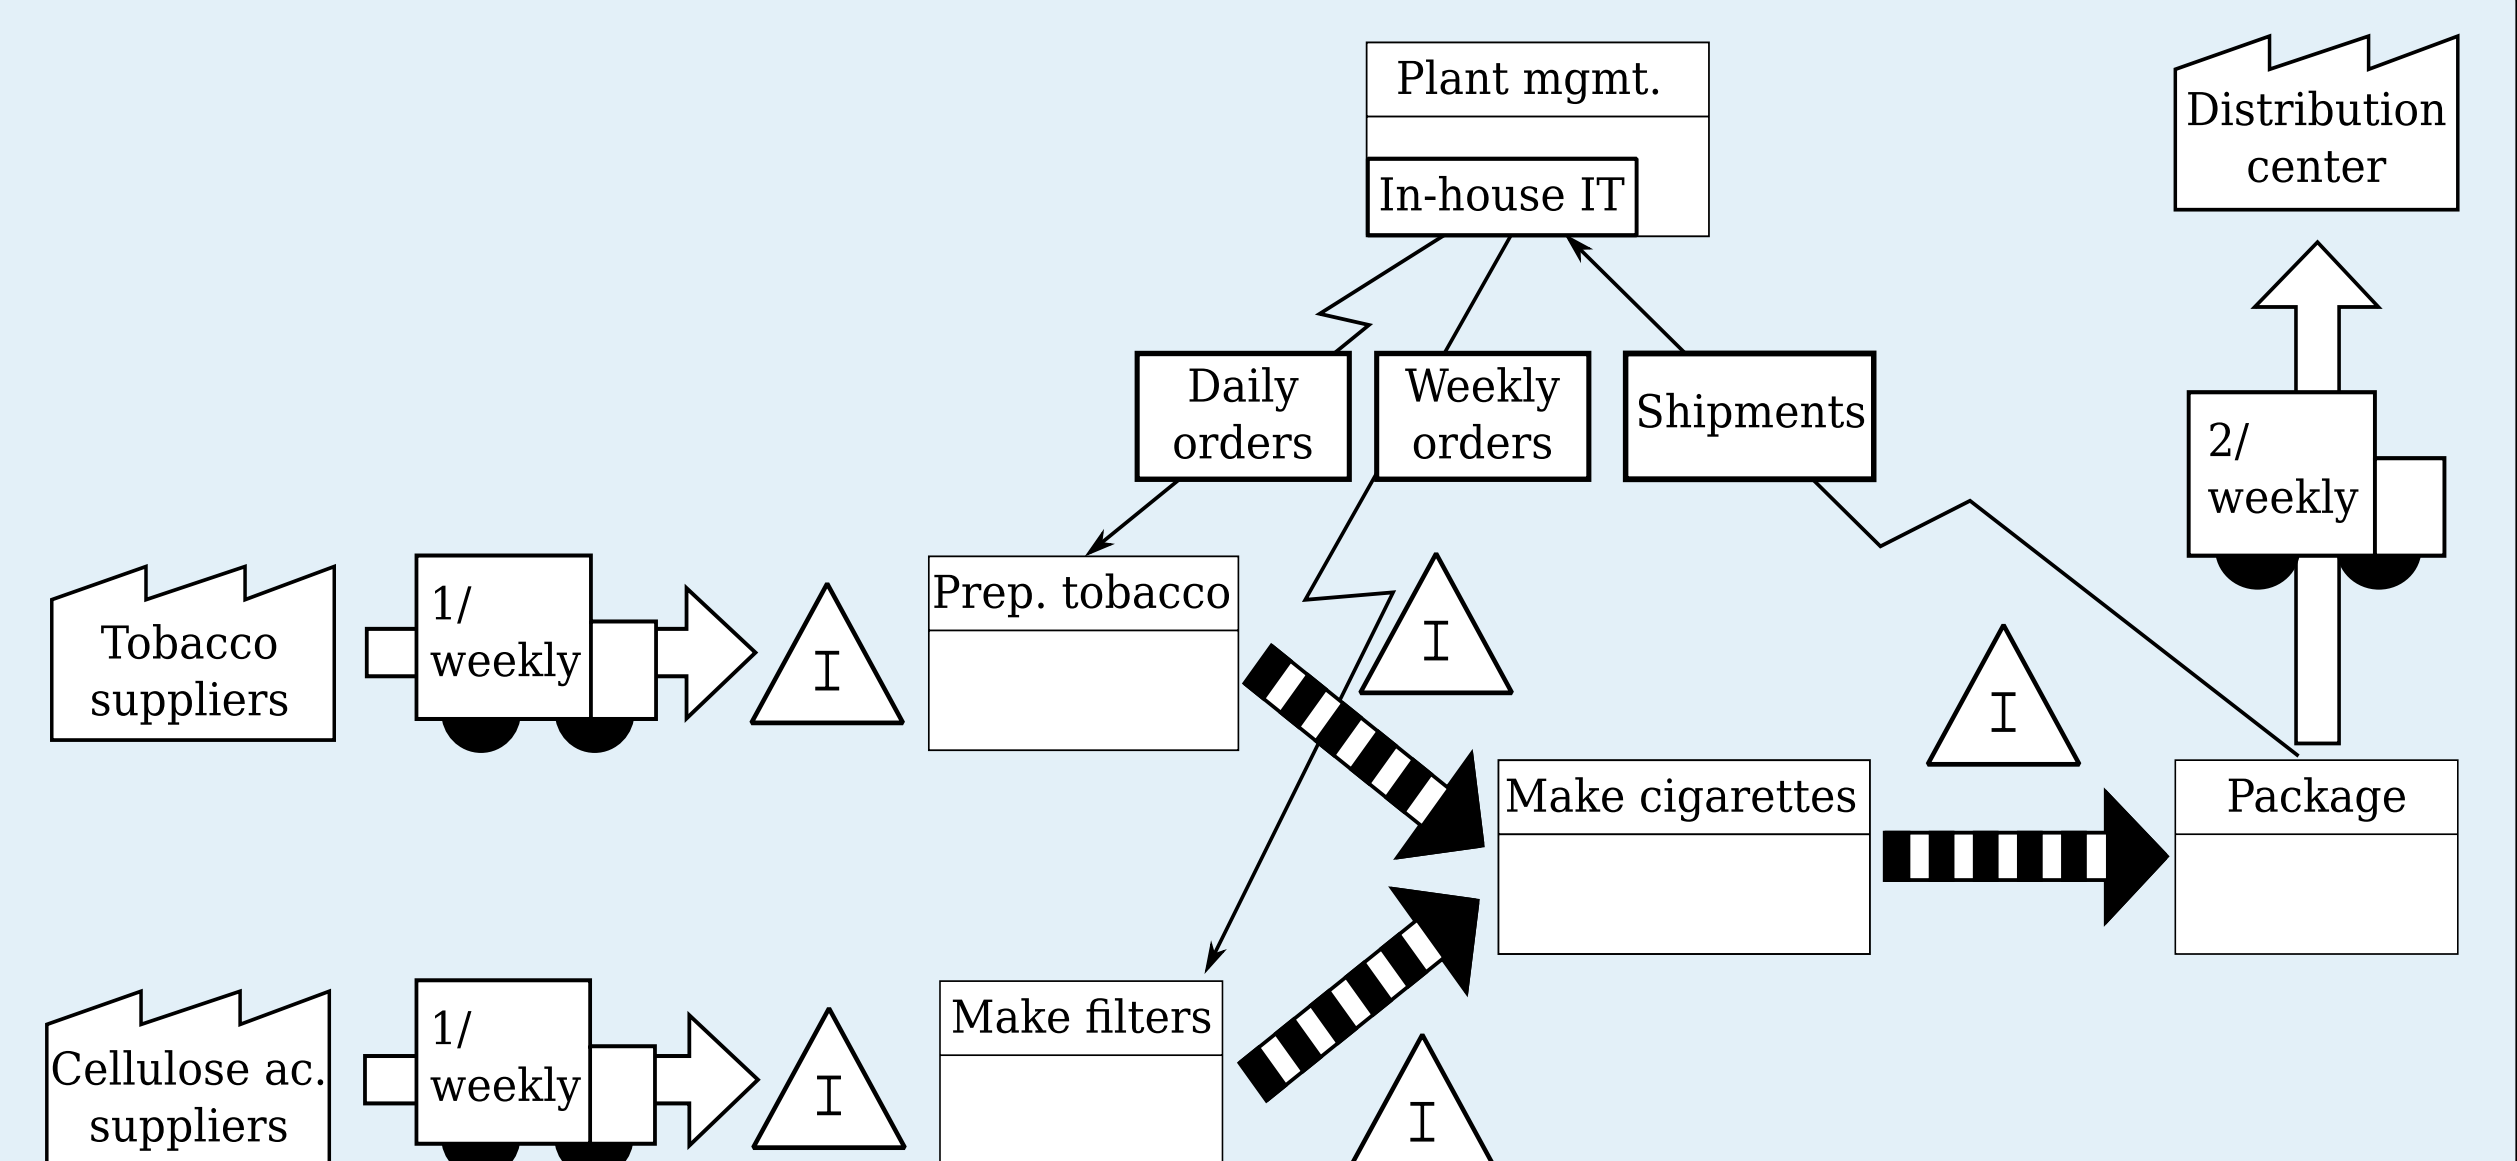 Plant mgmt.
In-house IT
Distribution
center
Daily
orders
Weekly
orders
Shipments
2/
weekly
Tobacco
suppliers
1/
weekly
I
Prep. tobacco
I
I
Make cigarettes
Package
Cellulose ac.
suppliers
1/
weekly
I
Make filters
I